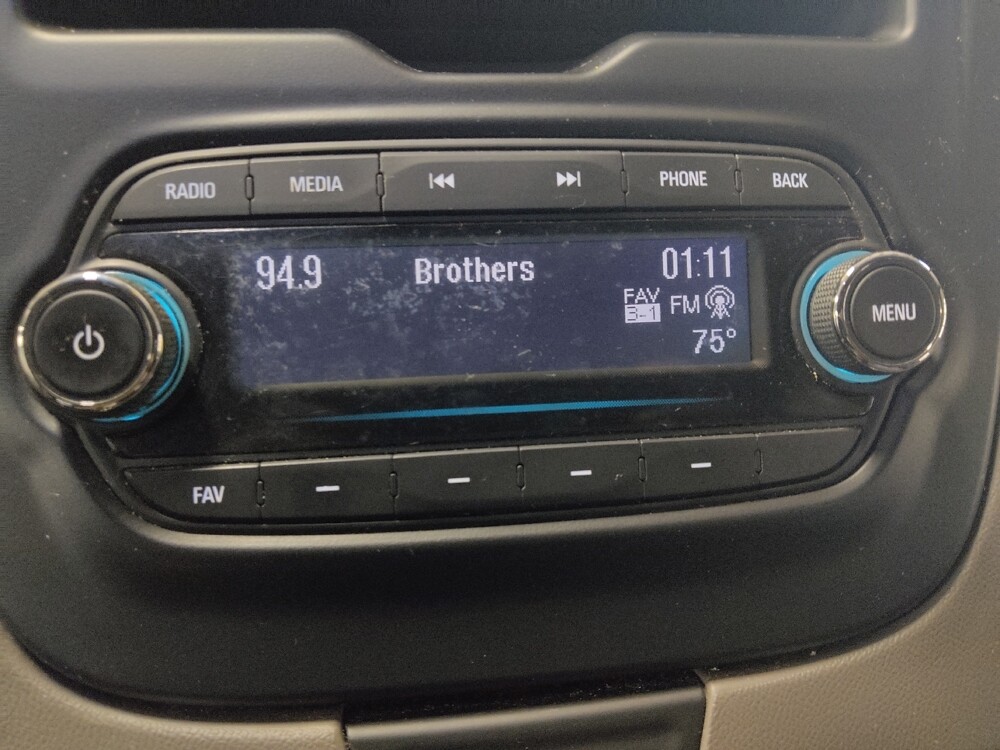 RADIO MEDIA PHONE BACK
94.9 Brothers 01:11
FAV FM
3-1
75°
MENU
FAV